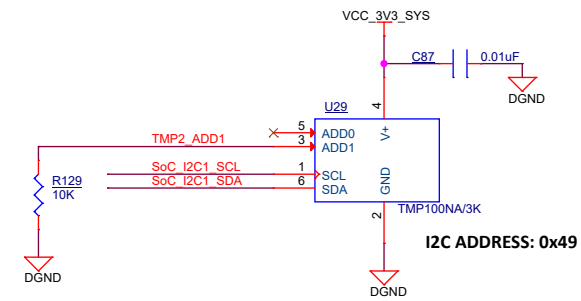 VCC_3V3_SYS
C87
0.01uF
DGND
U29
4
5
ADD0
V+
TMP2_ADD1
3
ADD1
SoC_I2C1_SCL
1
SCL
SoC_I2C1_SDA
6
SDA
GND
R129
10K
2
TMP100NA/3K
I2C ADDRESS: 0x49
DGND
DGND